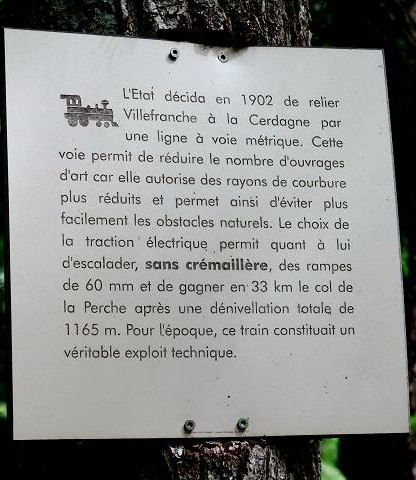 L'Etat décida en 1902 de relier
Villefranche à la Cerdagne par
une ligne à voie métrique. Cette
voie permit de réduire le nombre d'ouvrages
d'art car elle autorise des rayons de courbure
plus réduits et permet ainsi d'éviter plus
facilement les obstacles naturels. Le choix de
la traction électrique permit quant à lui
d'escalader, sans crémaillère, des rampes
de 60 mm et de gagner en 33 km le col de
la Perche après une dénivellation totale de
1165 m. Pour l'époque, ce train constituait un
véritable exploit technique.